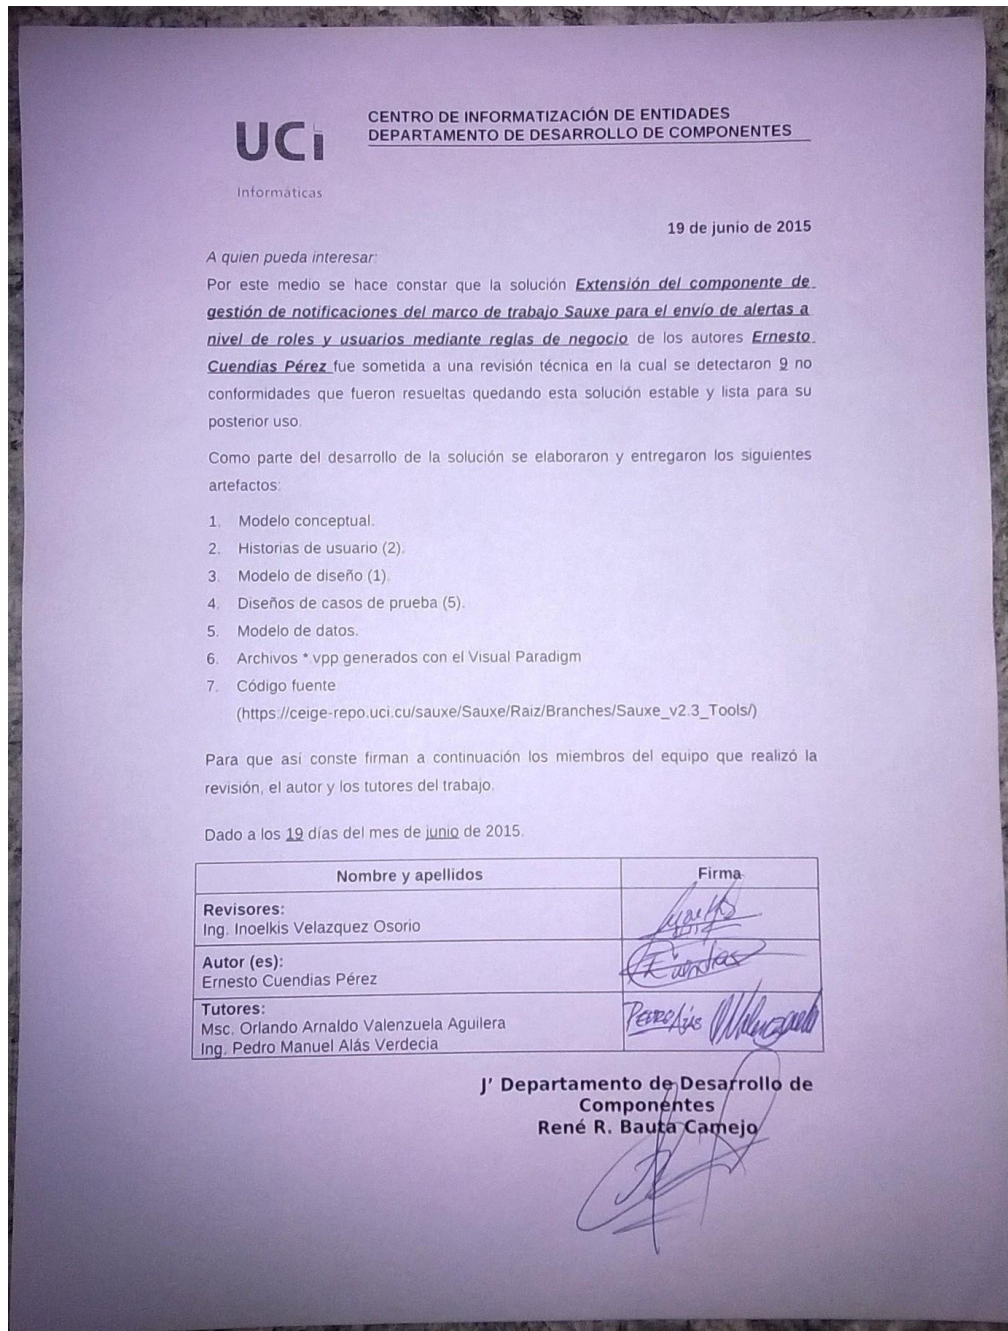 UCi
Informáticas
CENTRO DE INFORMATIZACIÓN DE ENTIDADES
DEPARTAMENTO DE DESARROLLO DE COMPONENTES
19 de junio de 2015
A quien pueda interesar:
Por este medio se hace constar que la solución Extensión del componente de
gestión de notificaciones del marco de trabajo Sauxe para el envío de alertas a
nivel de roles y usuarios mediante reglas de negocio de los autores Ernesto
Cuendias Pérez fue sometida a una revisión técnica en la cual se detectaron 9 no
conformidades que fueron resueltas quedando esta solución estable y lista para su
posterior uso.
Como parte del desarrollo de la solución se elaboraron y entregaron los siguientes
artefactos:
1. Modelo conceptual.
2. Historias de usuario (2).
3. Modelo de diseño (1).
4. Diseños de casos de prueba (5).
5. Modelo de datos.
6. Archivos *.vpp generados con el Visual Paradigm
7. Código fuente
(https://ceige-repo.uci.cu/sauxe/Sauxe/Raiz/Branches/Sauxe_v2.3_Tools/)
Para que así conste firman a continuación los miembros del equipo que realizó la
revisión, el autor y los tutores del trabajo.
Dado a los 19 días del mes de junio de 2015.
Nombre y apellidos Firma
Revisores:
Ing. Inoelkis Velazquez Osorio
Autor (es):
Ernesto Cuendias Pérez
Cuendias
Tutores:
Msc. Orlando Arnaldo Valenzuela Aguilera
Ing. Pedro Manuel Alás Verdecia
Pedro Alás OValenzuela
J' Departamento de Desarrollo de
Componentes
René R. Bauta Camejo